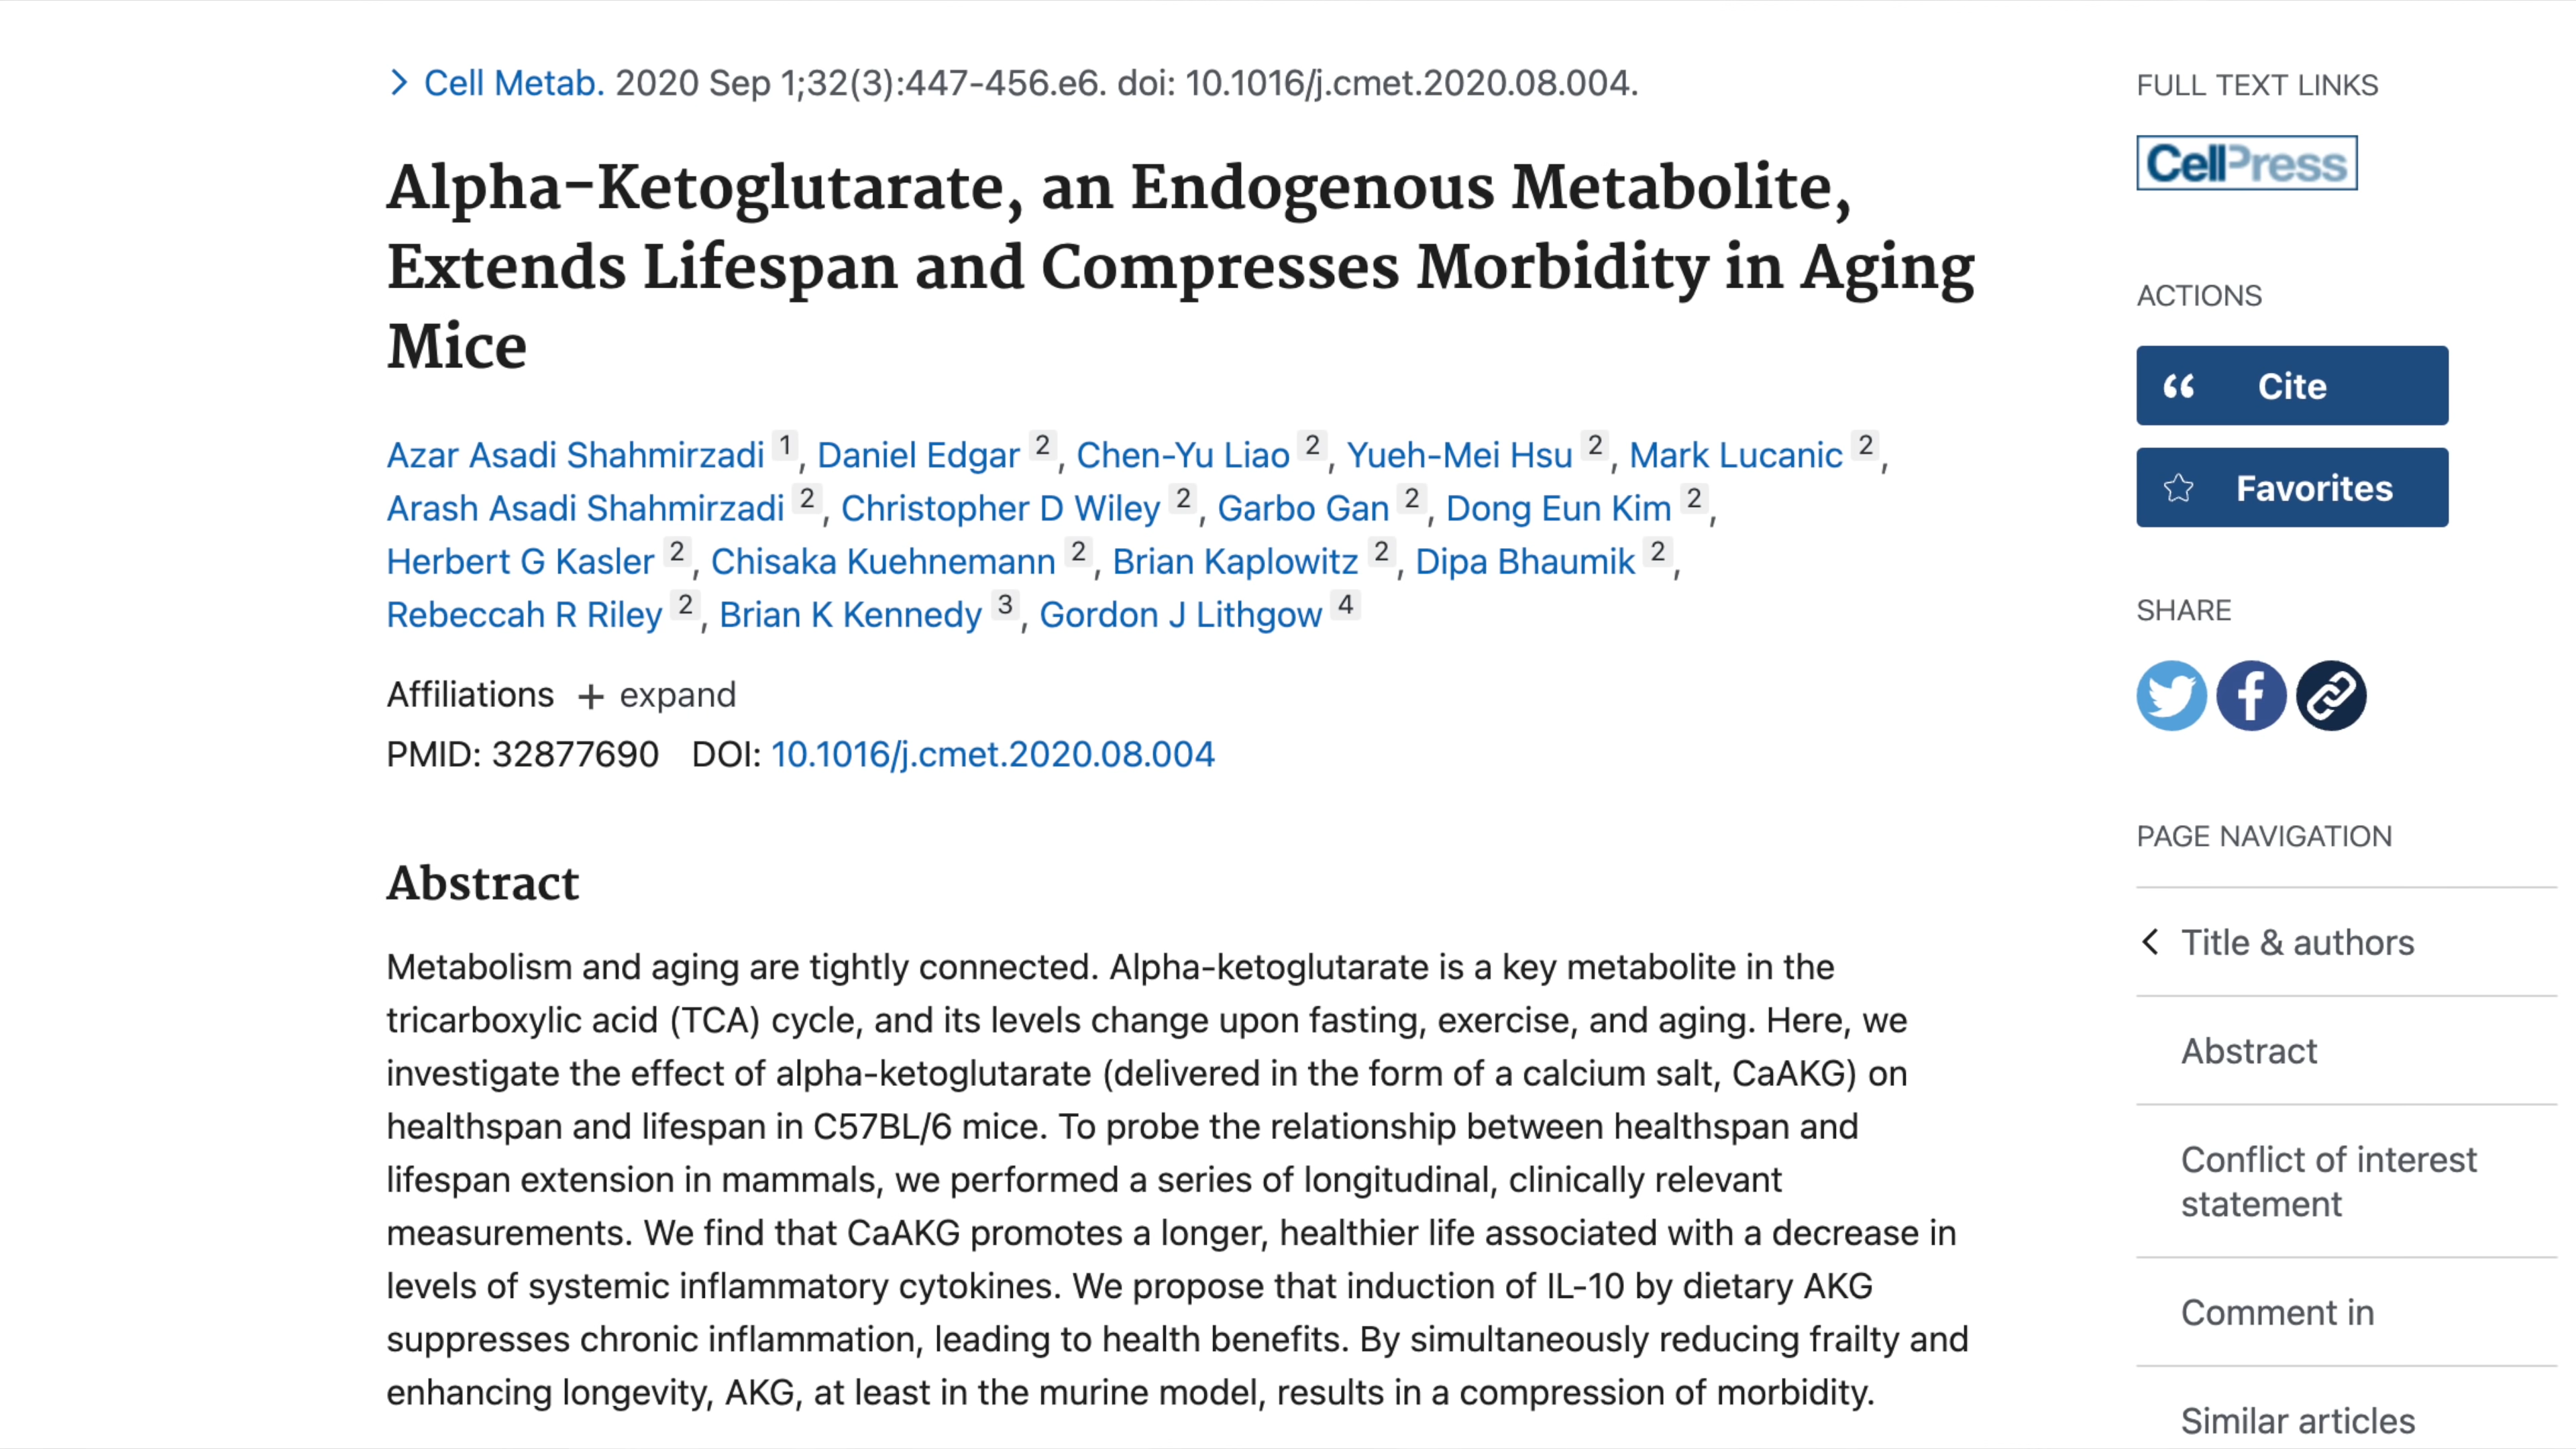 > Cell Metab. 2020 Sep 1;32(3):447-456.e6. doi: 10.1016/j.cmet.2020.08.004.
Alpha-Ketoglutarate, an Endogenous Metabolite,
Extends Lifespan and Compresses Morbidity in Aging
Mice
Azar Asadi Shahmirzadi 1, Daniel Edgar 2, Chen-Yu Liao 2, Yueh-Mei Hsu 2, Mark Lucanic 2,
Arash Asadi Shahmirzadi 2, Christopher D Wiley 2, Garbo Gan 2, Dong Eun Kim 2,
Herbert G Kasler 2, Chisaka Kuehnemann 2, Brian Kaplowitz 2, Dipa Bhaumik 2,
Rebeccah R Riley 2, Brian K Kennedy 3, Gordon J Lithgow 4
Affiliations + expand
PMID: 32877690 DOI: 10.1016/j.cmet.2020.08.004
Abstract
Metabolism and aging are tightly connected. Alpha-ketoglutarate is a key metabolite in the
tricarboxylic acid (TCA) cycle, and its levels change upon fasting, exercise, and aging. Here, we
investigate the effect of alpha-ketoglutarate (delivered in the form of a calcium salt, CaAKG) on
healthspan and lifespan in C57BL/6 mice. To probe the relationship between healthspan and
lifespan extension in mammals, we performed a series of longitudinal, clinically relevant
measurements. We find that CaAKG promotes a longer, healthier life associated with a decrease in
levels of systemic inflammatory cytokines. We propose that induction of IL-10 by dietary AKG
suppresses chronic inflammation, leading to health benefits. By simultaneously reducing frailty and
enhancing longevity, AKG, at least in the murine model, results in a compression of morbidity.
FULL TEXT LINKS
CellPress
ACTIONS
Cite
Favorites
SHARE
PAGE NAVIGATION
Title & authors
Abstract
Conflict of interest
statement
Comment in
Similar articles